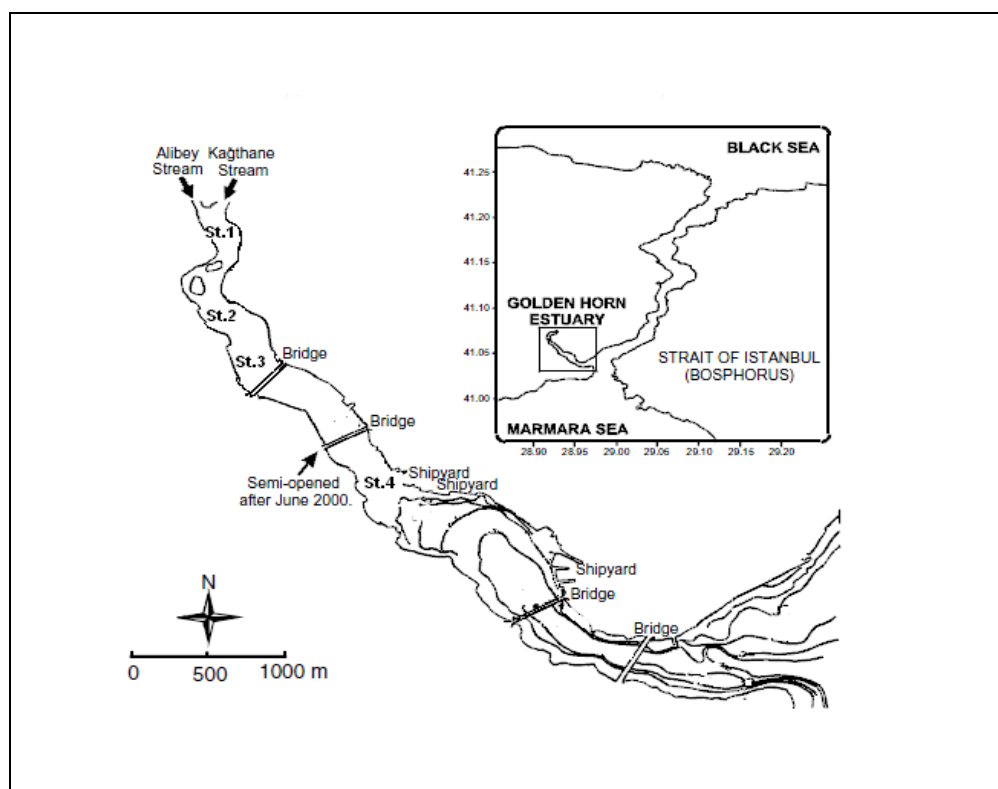 Alibey Kağthane
Stream Stream
St.1
St.2
St.3
Bridge
Bridge
Semi-opened
after June 2000.
St.4
Shipyard
Shipyard
Shipyard
Bridge
Bridge
N
0 500 1000 m
BLACK SEA
41.25
41.20
41.15
41.10
41.05
41.00
GOLDEN HORN
ESTUARY
STRAIT OF ISTANBUL
(BOSPHORUS)
MARMARA SEA
28.90 28.95 29.00 29.05 29.10 29.15 29.20